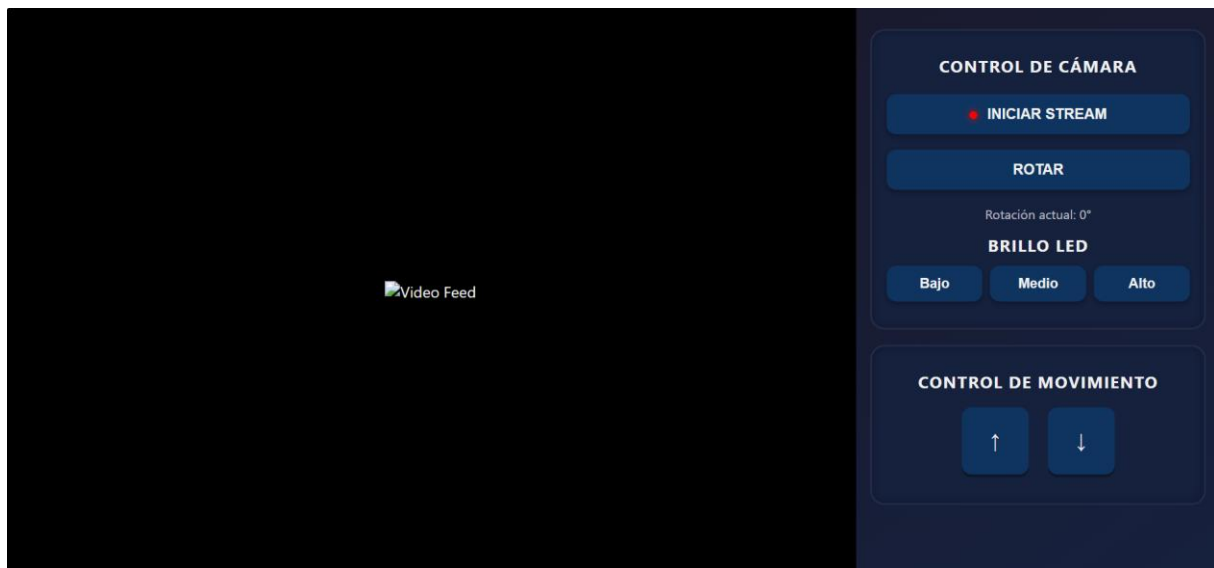 Video Feed
CONTROL DE CÁMARA
INICIAR STREAM
ROTAR
Rotación actual: 0°
BRILLO LED
Bajo Medio Alto
CONTROL DE MOVIMIENTO
↑ ↓